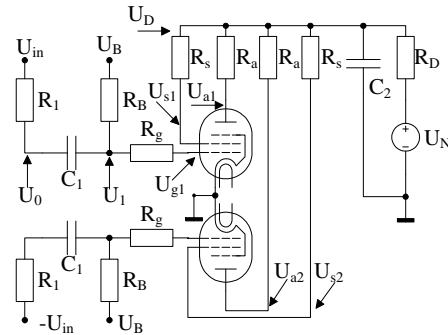 U_D
U_in U_B
R_s R_a R_a R_s R_D
R_1 R_B U_s1 U_a1 C_2
R_g U_N
U_0 C_1 U_1 U_g1
R_g
C_1
R_1 R_B U_a2 U_s2
-U_in U_B